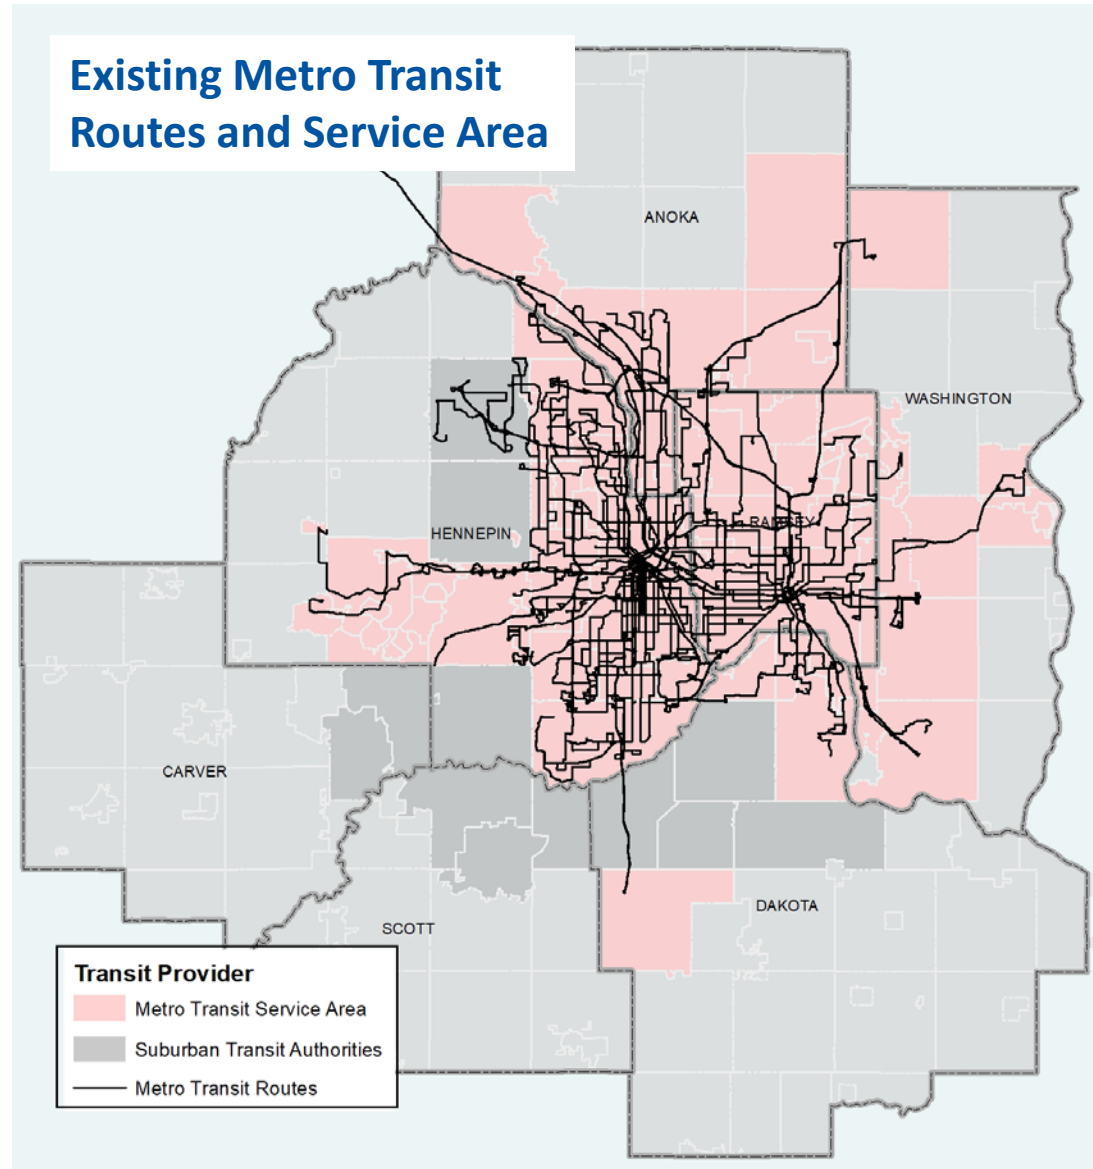 Existing Metro Transit
Routes and Service Area
ANOKA
WASHINGTON
RAMSEY
HENNEPIN
CARVER
DAKOTA
SCOTT
Transit Provider
Metro Transit Service Area
Suburban Transit Authorities
Metro Transit Routes